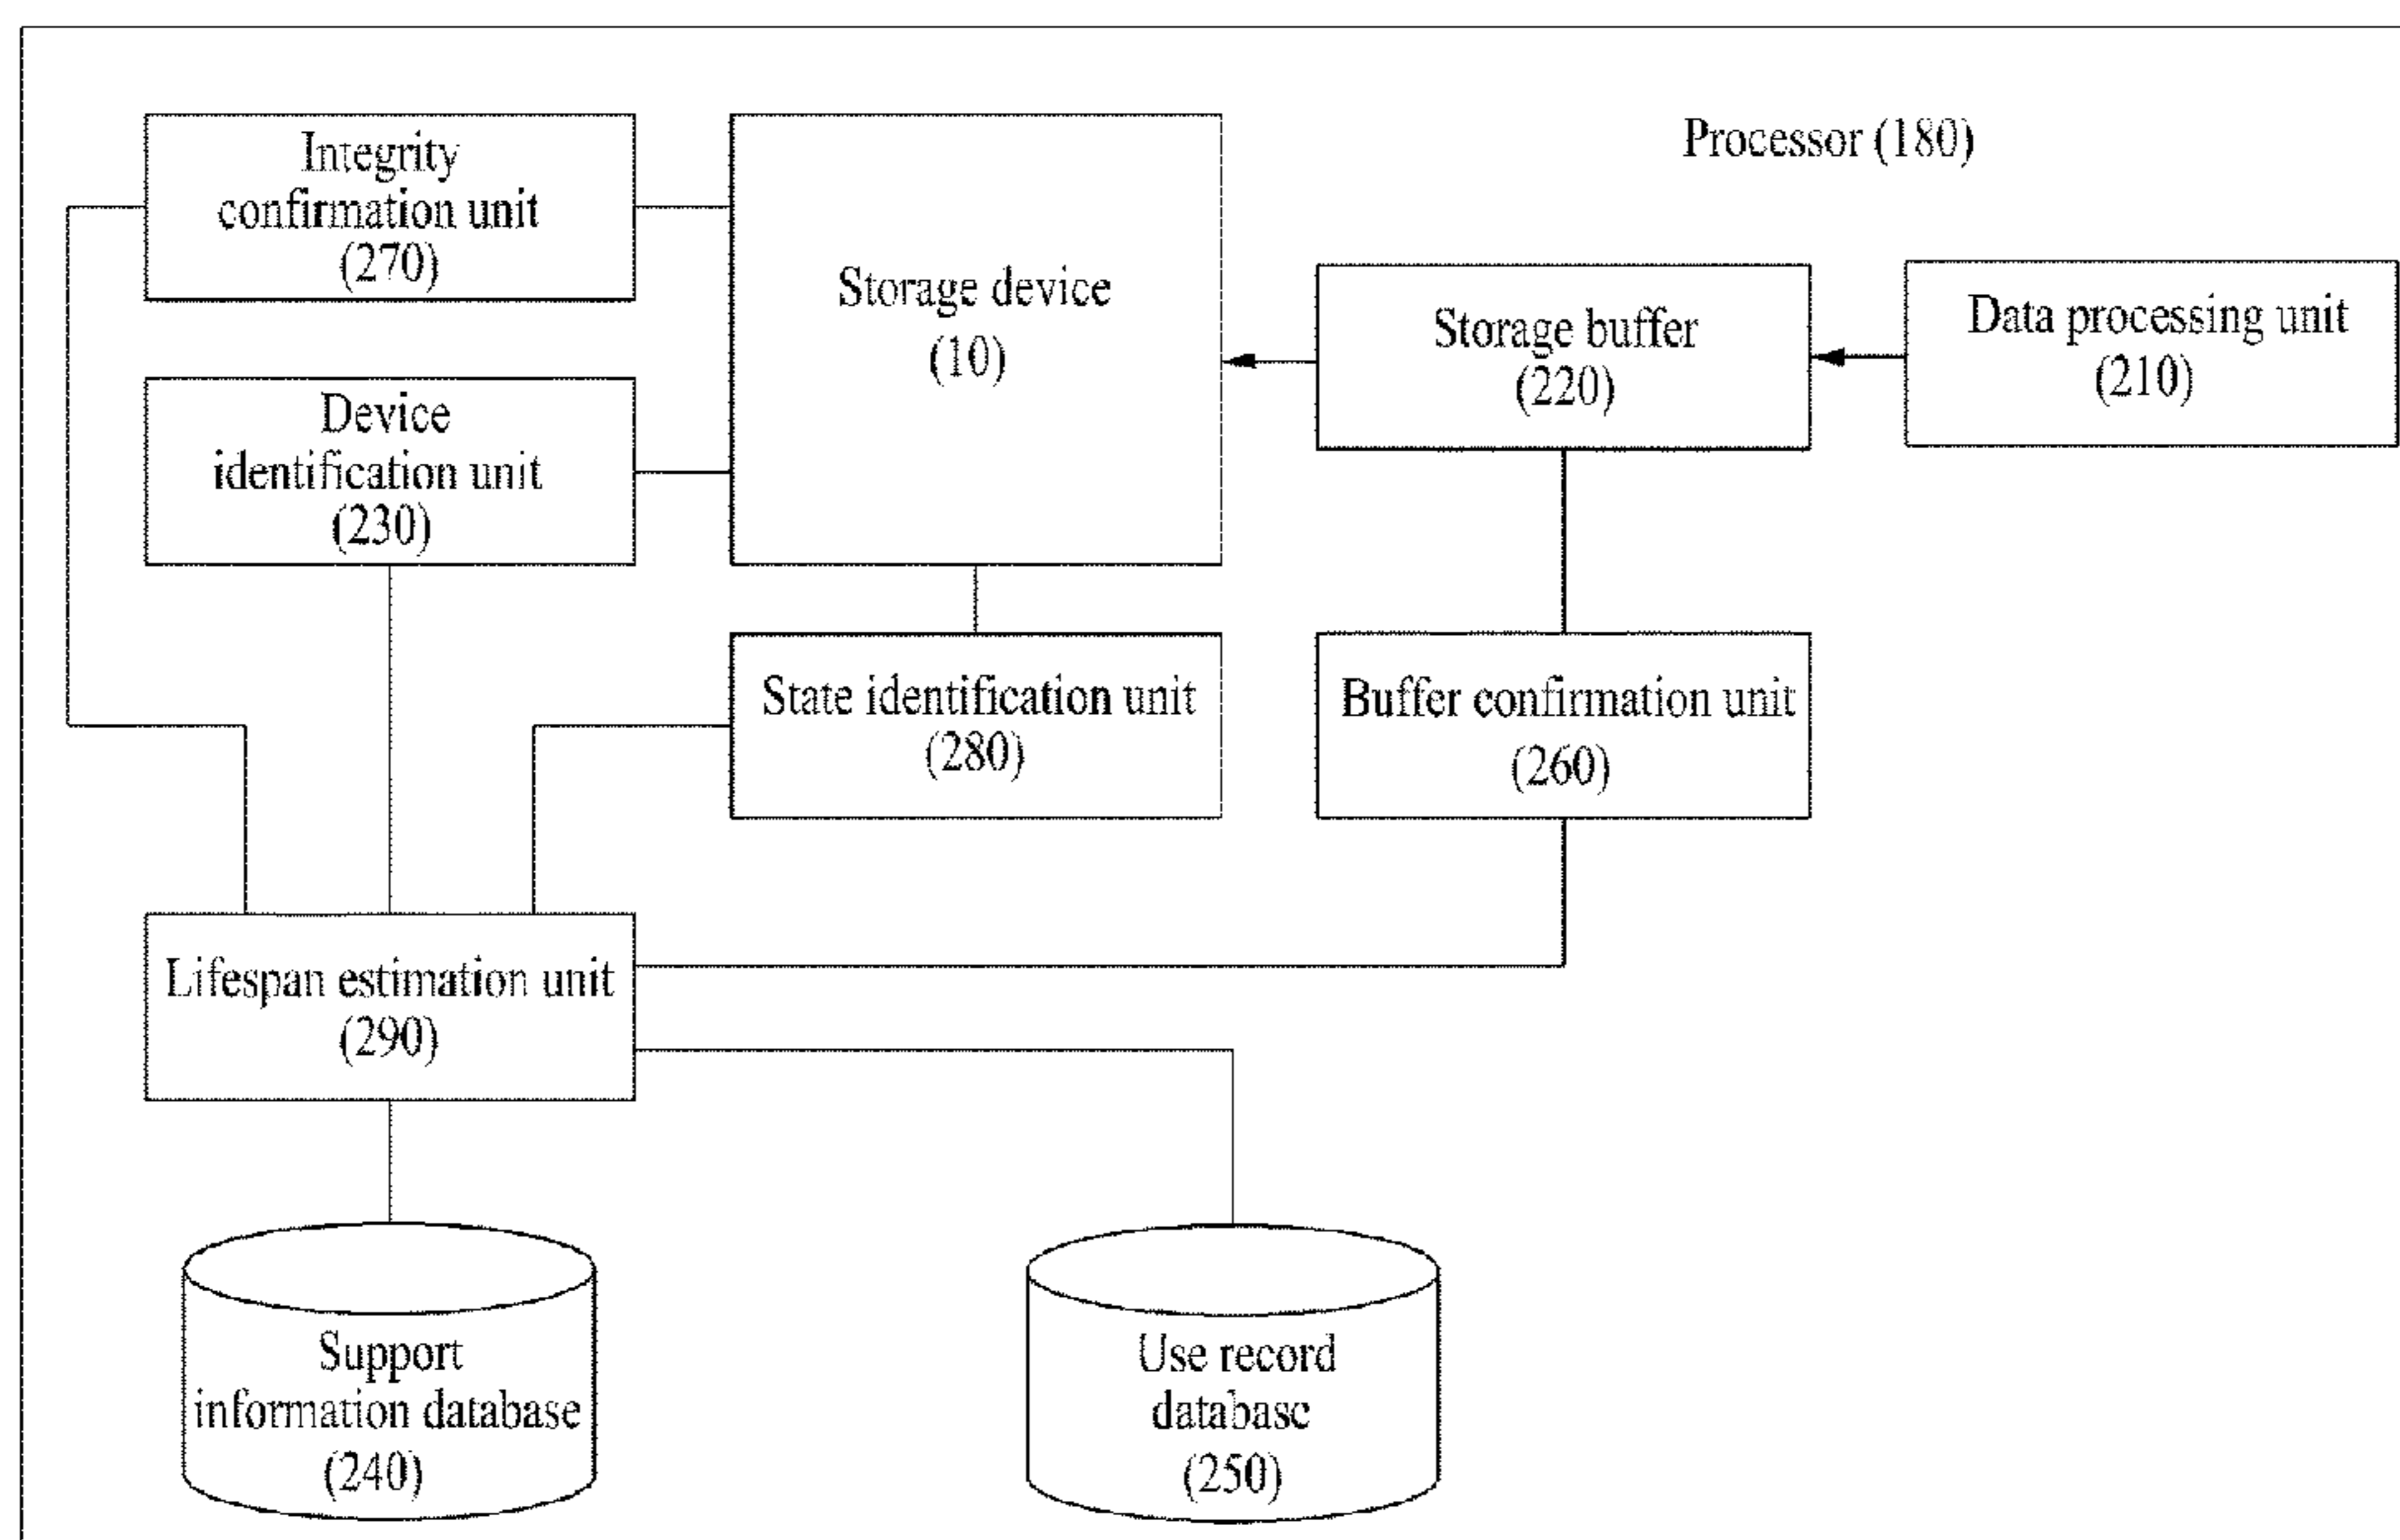 Processor (180)
Integrity
confirmation unit
(270)
Storage device
(10)
Storage buffer
(220)
Data processing unit
(210)
Device
identification unit
(230)
State identification unit
(280)
Buffer confirmation unit
(260)
Lifespan estimation unit
(290)
Support
information database
(240)
Use record
database
(250)